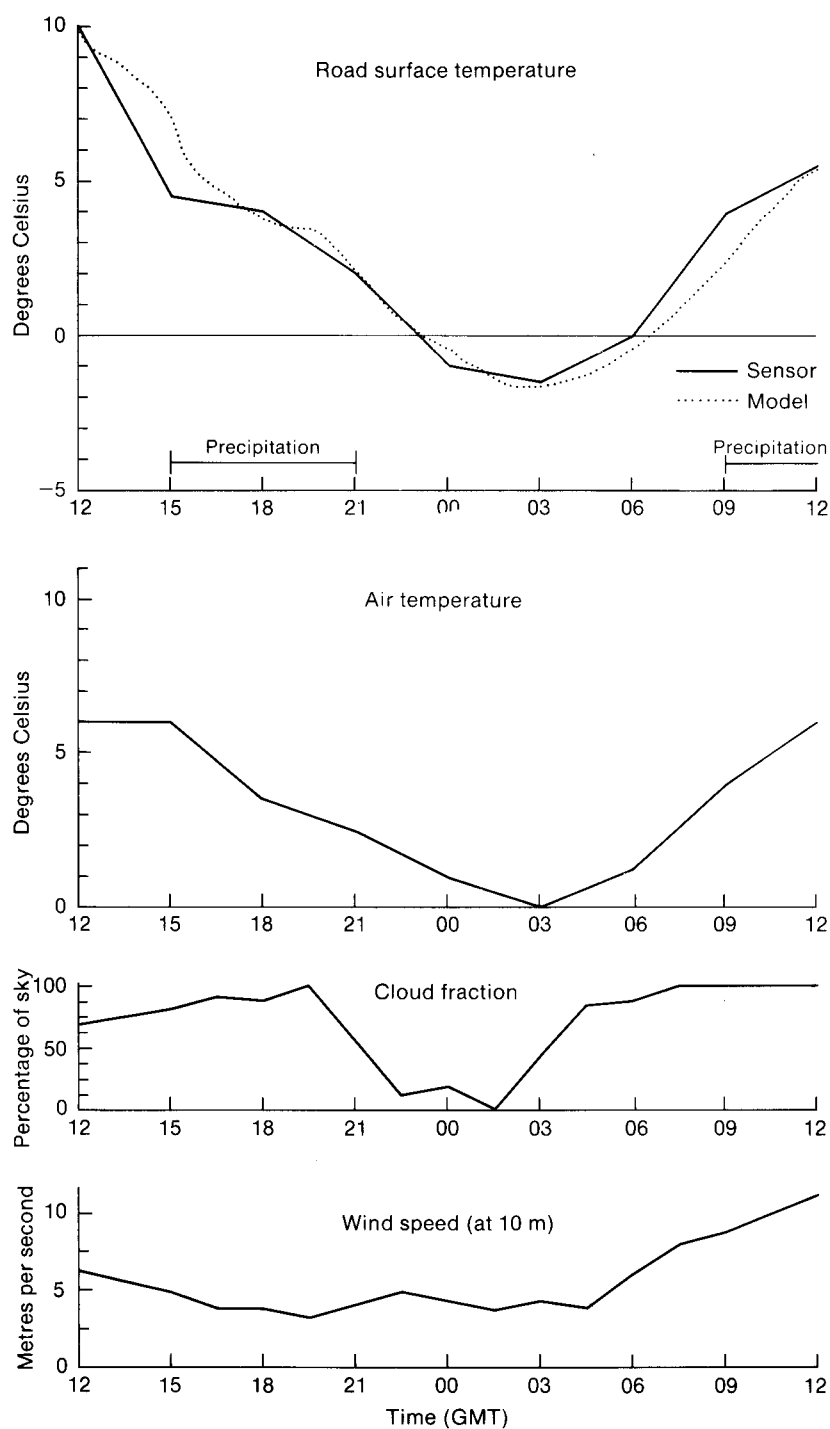 10
Road surface temperature
5
Degrees Celsius
0
Sensor
Model
Precipitation
Precipitation
−5
12 15 18 21 00 03 06 09 12
10
Air temperature
Degrees Celsius
5
0
12 15 18 21 00 03 06 09 12
100
Cloud fraction
Percentage of sky
50
0
12 15 18 21 00 03 06 09 12
10
Wind speed (at 10 m)
Metres per second
5
0
12 15 18 21 00 03 06 09 12
Time (GMT)